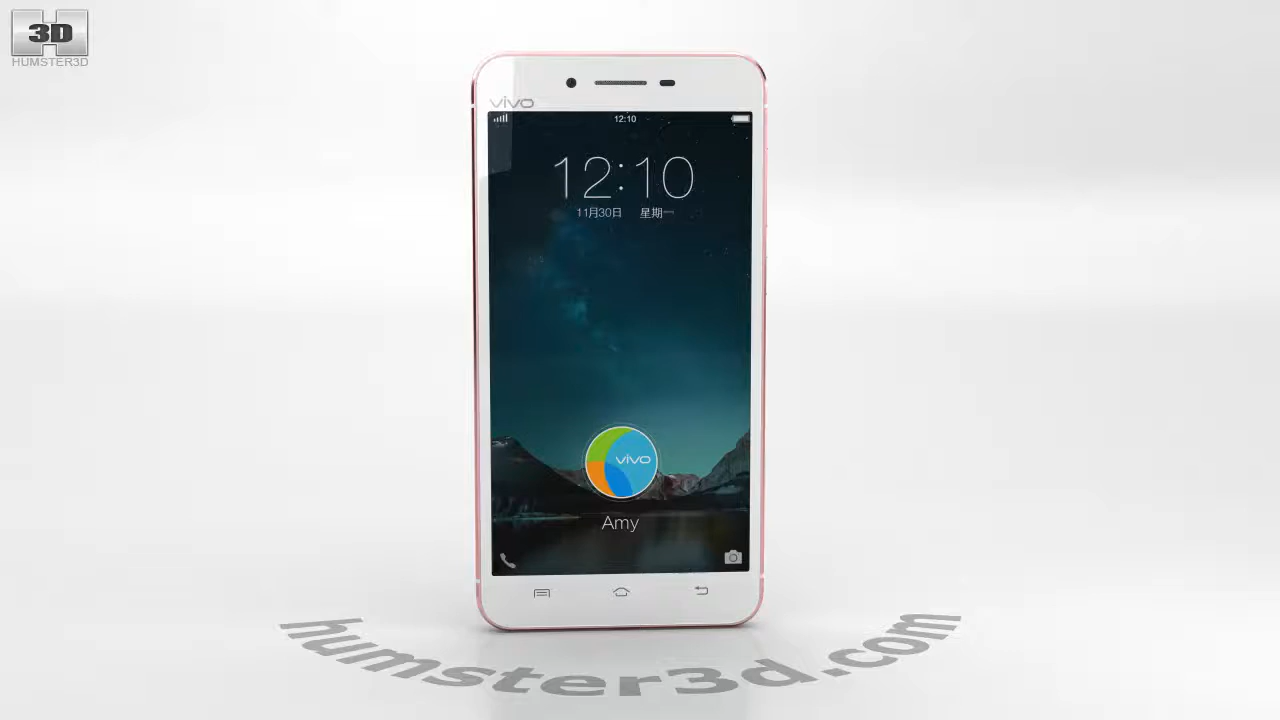 3D
HUMSTER3D
vivo
12:10
12:10
11月30日 星期一
vivo
Amy
humster3d.com